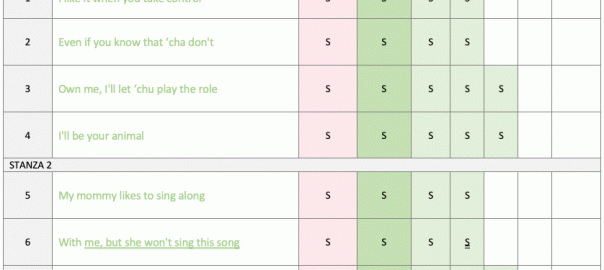 1 I like it when you take control S S S S
2 Even if you know that 'cha don't S S S S
3 Own me, I'll let 'chu play the role S S S S S
4 I'll be your animal S S S S S
STANZA 2
5 My mommy likes to sing along S S S S
6 With me, but she won't sing this song S S S S